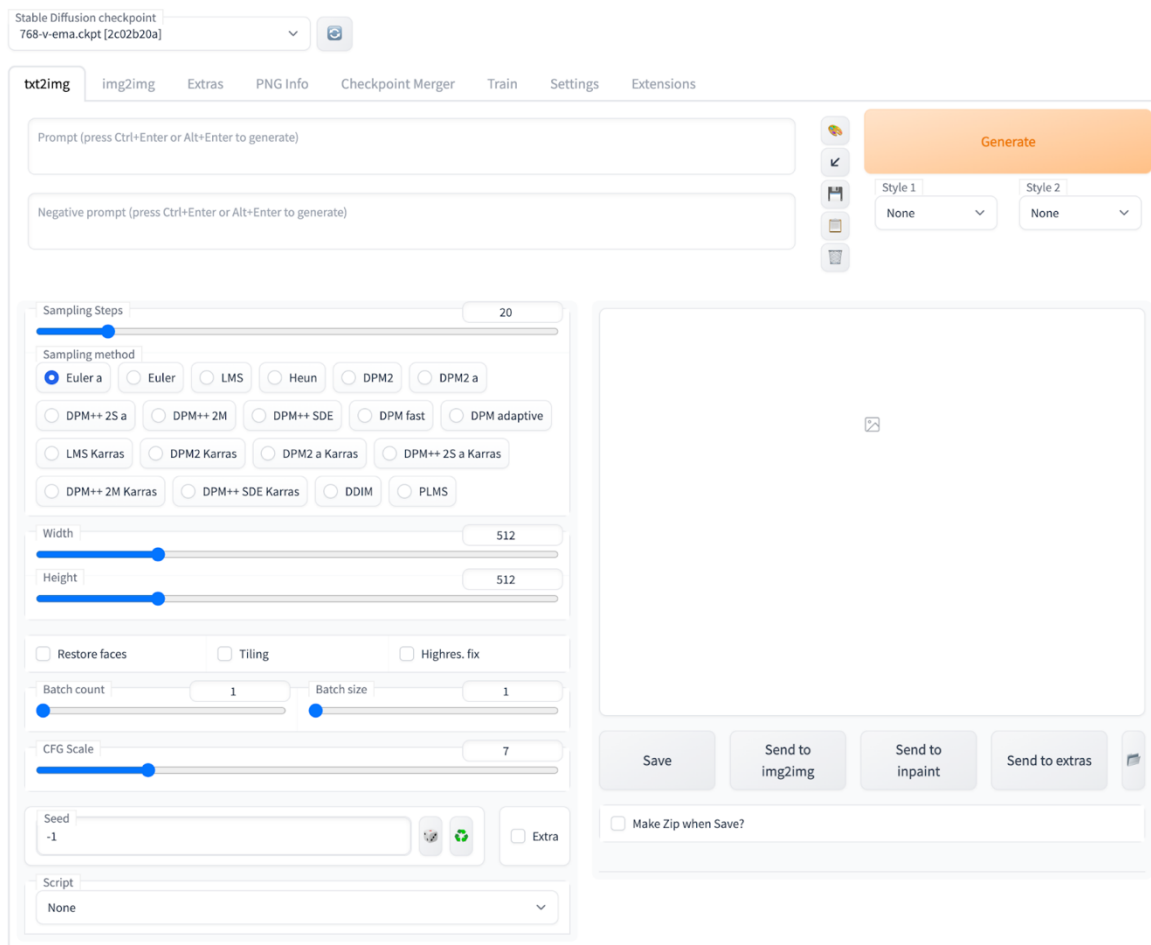 Stable Diffusion checkpoint
768-v-ema.ckpt [2c02b20a]
txt2img img2img Extras PNG Info Checkpoint Merger Train Settings Extensions
Prompt (press Ctrl+Enter or Alt+Enter to generate)
Negative prompt (press Ctrl+Enter or Alt+Enter to generate)
Generate
Style 1 Style 2
None None
Sampling Steps 20
Sampling method
Euler a Euler LMS Heun DPM2 DPM2 a
DPM++ 2S a DPM++ 2M DPM++ SDE DPM fast DPM adaptive
LMS Karras DPM2 Karras DPM2 a Karras DPM++ 2S a Karras
DPM++ 2M Karras DPM++ SDE Karras DDIM PLMS
Width 512
Height 512
Restore faces Tiling Highres. fix
Batch count 1 Batch size 1
CFG Scale 7
Seed
-1
Extra
Script
None
Save
Send to
img2img
Send to
inpaint
Send to extras
Make Zip when Save?